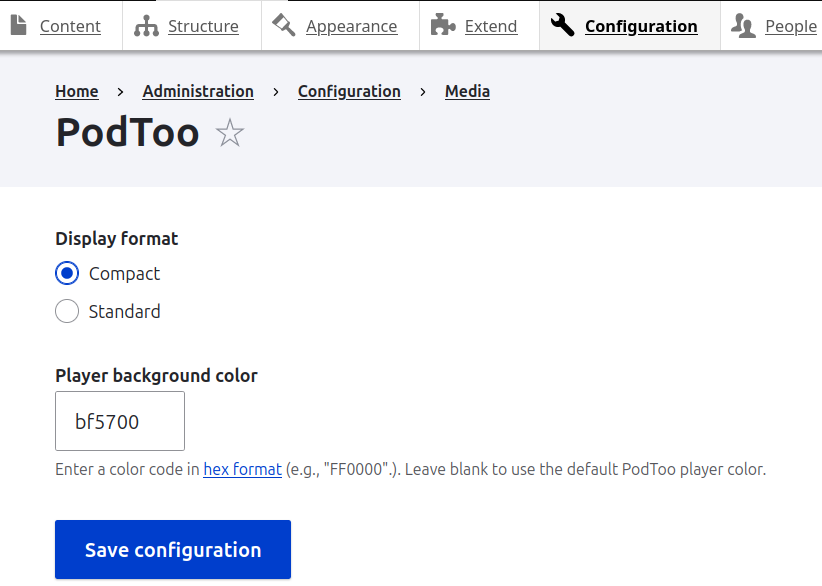 Content Structure Appearance Extend Configuration People
Home > Administration > Configuration > Media
PodToo
Display format
Compact
Standard
Player background color
bf5700
Enter a color code in hex format (e.g., "FF0000".). Leave blank to use the default PodToo player color.
Save configuration